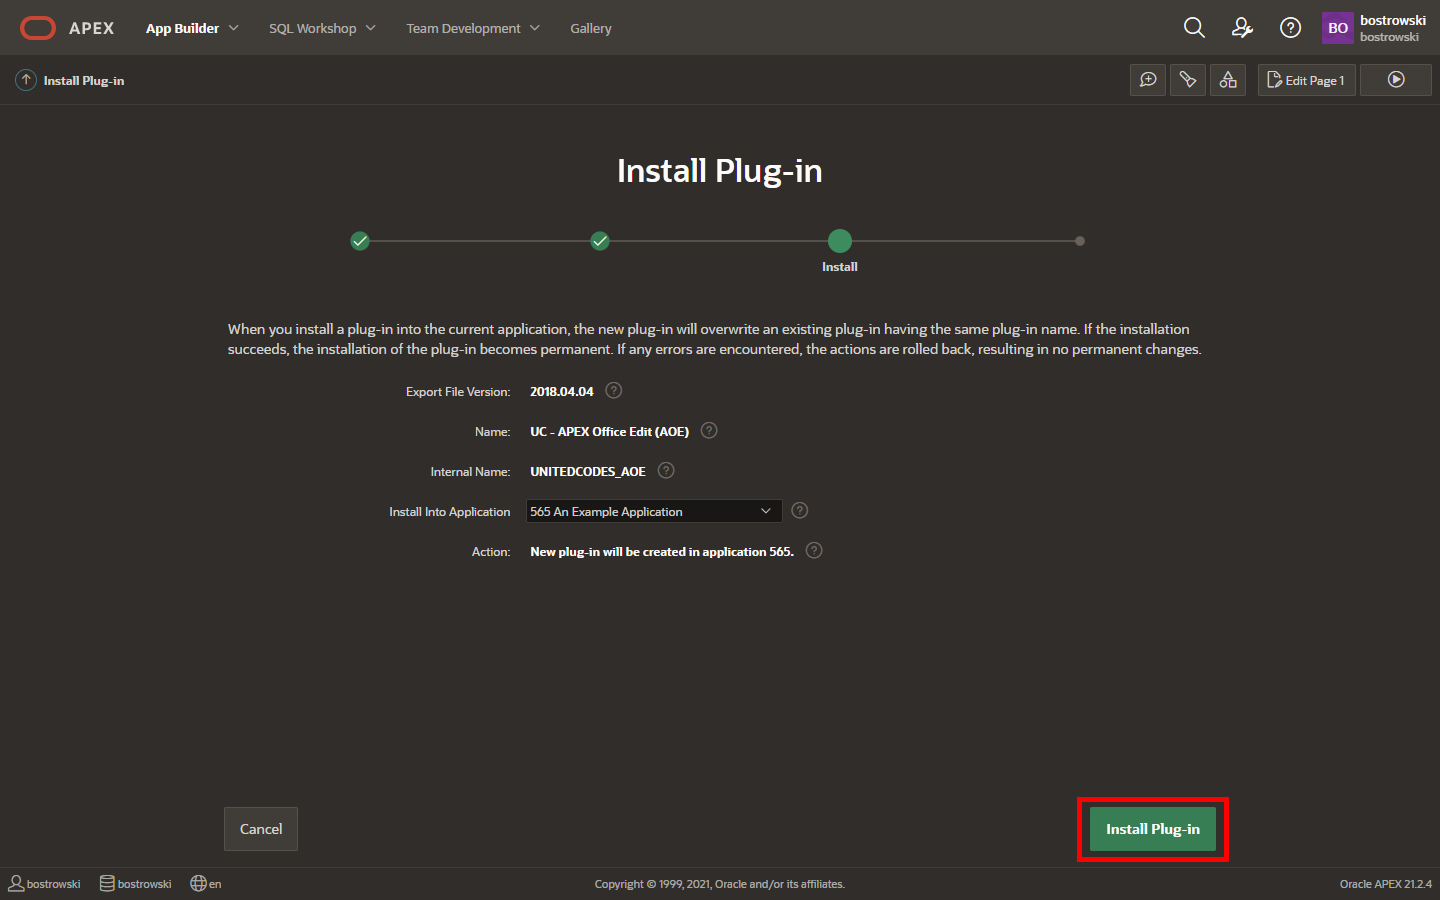 APEX App Builder SQL Workshop Team Development Gallery BO bostrowski
bostrowski
Install Plug-in Edit Page 1
Install Plug-in
Install
When you install a plug-in into the current application, the new plug-in will overwrite an existing plug-in having the same plug-in name. If the installation
succeeds, the installation of the plug-in becomes permanent. If any errors are encountered, the actions are rolled back, resulting in no permanent changes.
Export File Version: 2018.04.04 ?
Name: UC - APEX Office Edit (AOE) ?
Internal Name: UNITEDCODES_AOE ?
Install Into Application 565 An Example Application ?
Action: New plug-in will be created in application 565. ?
Cancel Install Plug-in
bostrowski bostrowski en Copyright © 1999, 2021, Oracle and/or its affiliates. Oracle APEX 21.2.4